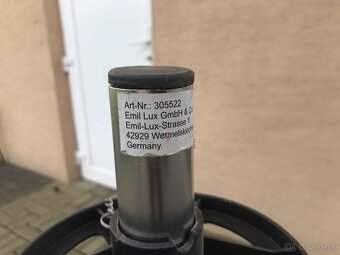 Art-Nr.: 305522
Emil Lux GmbH & Co
Emil-Lux-Strasse 1
42929 Wermelskirchen
Germany